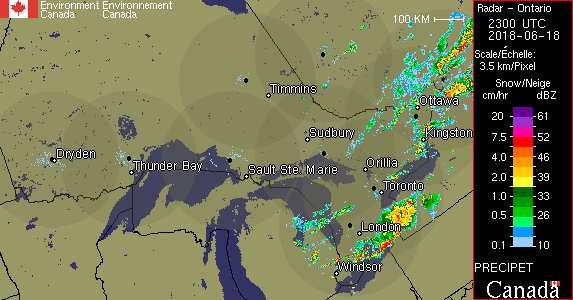 Environment Environnement
Canada Canada
100 KM
Timmins
Ottawa
Sudbury
Kingston
Dryden
Thunder Bay
Sault Ste. Marie
Orillia
Toronto
London
Windsor
Radar - Ontario
2300 UTC
2018-06-18
Scale/Échelle:
3.5 km/Pixel
Snow/Neige
cm/hr dBZ
20 61
7.5 52
4.0 46
2.0 39
1.0 33
0.5 26
0.1 10
PRECIPET
Canada